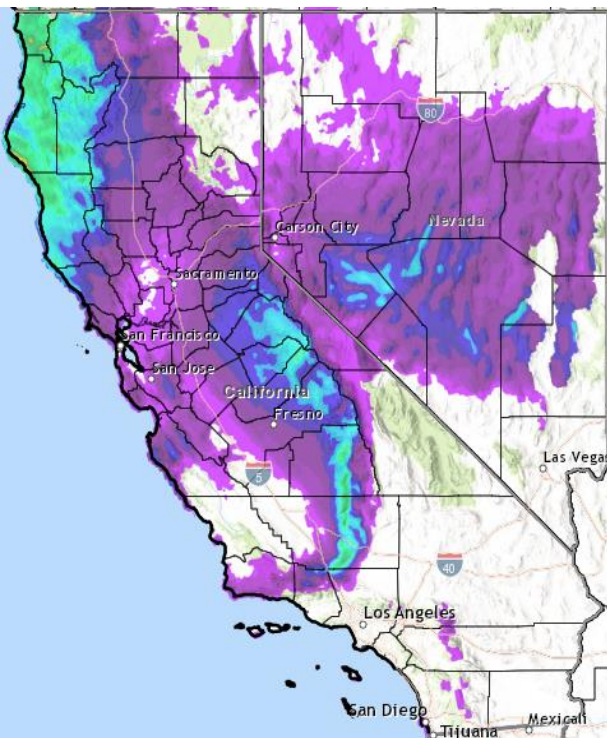 80
Nevada
Carson City
Sacramento
San Francisco
San Jose
California
Fresno
5
Las Vegas
40
Los Angeles
San Diego
Mexicali
Tijuana